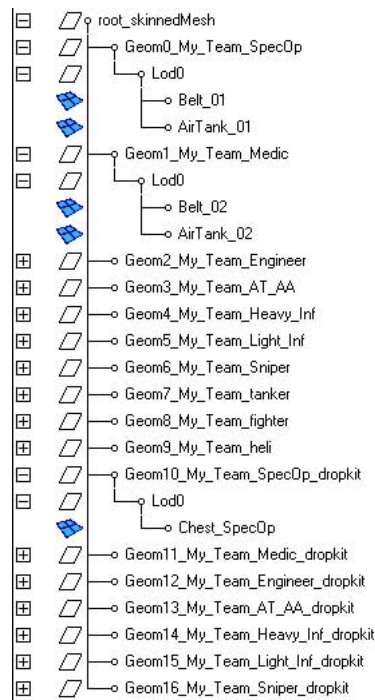 root_skinnedMesh
Geom0_My_Team_SpecOp
Lod0
Belt_01
AirTank_01
Geom1_My_Team_Medic
Lod0
Belt_02
AirTank_02
Geom2_My_Team_Engineer
Geom3_My_Team_AT_AA
Geom4_My_Team_Heavy_Inf
Geom5_My_Team_Light_Inf
Geom6_My_Team_Sniper
Geom7_My_Team_tanker
Geom8_My_Team_fighter
Geom9_My_Team_heli
Geom10_My_Team_SpecOp_dropkit
Lod0
Chest_SpecOp
Geom11_My_Team_Medic_dropkit
Geom12_My_Team_Engineer_dropkit
Geom13_My_Team_AT_AA_dropkit
Geom14_My_Team_Heavy_Inf_dropkit
Geom15_My_Team_Light_Inf_dropkit
Geom16_My_Team_Sniper_dropkit